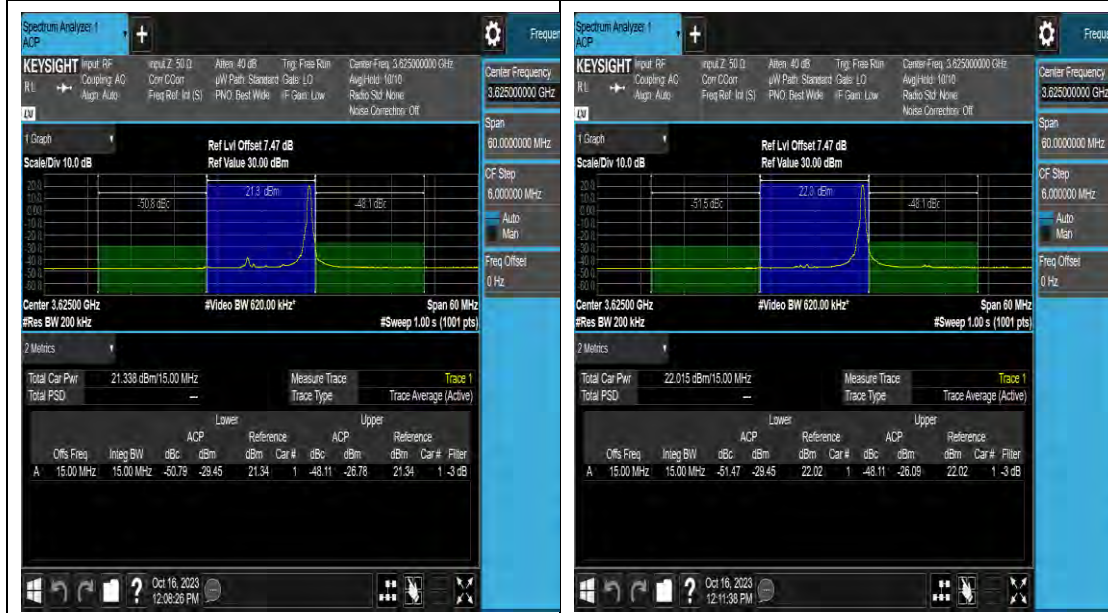 Spectrum Analyzer 1
ACP
+
Frequen
KEYSIGHT Input: RF
Coupling: AC
Align: Auto
Input Z: 50 Ω
Corr CCorr
Freq Ref: Int (S)
Atten: 40 dB
µW Path: Standard
PNO: Best Wide
Trig: Free Run
Gate: LO
IF Gain: Low
Center Freq: 3.625000000 GHz
Avg|Hold: 10/10
Radio Std: None
Noise Correction: Off
Center Frequency
3.625000000 GHz
Span
60.0000000 MHz
CF Step
6.000000 MHz
Auto
Man
Freq Offset
0 Hz
1 Graph
Scale/Div 10.0 dB
Ref Lvl Offset 7.47 dB
Ref Value 30.00 dBm
21.3 dBm
-50.8 dBc
-48.1 dBc
Center 3.62500 GHz
#Video BW 620.00 kHz*
Span 60 MHz
#Res BW 200 kHz
#Sweep 1.00 s (1001 pts)
2 Metrics
Total Car Pwr 21.338 dBm/15.00 MHz
Total PSD —
Measure Trace Trace 1
Trace Type Trace Average (Active)
Lower Upper
ACP Reference ACP Reference
Offs Freq Integ BW dBc dBm dBm Car # dBc dBm dBm Car # Filter
A 15.00 MHz 15.00 MHz -50.79 -29.45 21.34 1 -48.11 -26.78 21.34 1 -3 dB
? Oct 16, 2023
12:08:26 PM
Spectrum Analyzer 1
ACP
+
Freque
KEYSIGHT Input: RF
Coupling: AC
Align: Auto
Input Z: 50 Ω
Corr CCorr
Freq Ref: Int (S)
Atten: 40 dB
µW Path: Standard
PNO: Best Wide
Trig: Free Run
Gate: LO
IF Gain: Low
Center Freq: 3.625000000 GHz
Avg|Hold: 10/10
Radio Std: None
Noise Correction: Off
Center Frequency
3.625000000 GHz
Span
60.0000000 MHz
CF Step
6.000000 MHz
Auto
Man
Freq Offset
0 Hz
1 Graph
Scale/Div 10.0 dB
Ref Lvl Offset 7.47 dB
Ref Value 30.00 dBm
22.0 dBm
-51.5 dBc
-48.1 dBc
Center 3.62500 GHz
#Video BW 620.00 kHz*
Span 60 MHz
#Res BW 200 kHz
#Sweep 1.00 s (1001 pts)
2 Metrics
Total Car Pwr 22.015 dBm/15.00 MHz
Total PSD —
Measure Trace Trace 1
Trace Type Trace Average (Active)
Lower Upper
ACP Reference ACP Reference
Offs Freq Integ BW dBc dBm dBm Car # dBc dBm dBm Car # Filter
A 15.00 MHz 15.00 MHz -51.47 -29.45 22.02 1 -48.11 -26.09 22.02 1 -3 dB
? Oct 16, 2023
12:11:38 PM